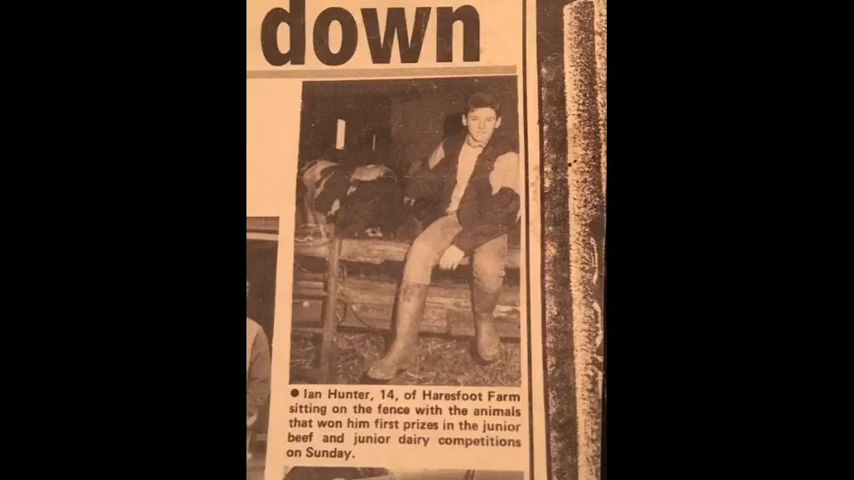 down
● Ian Hunter, 14, of Haresfoot Farm
sitting on the fence with the animals
that won him first prizes in the junior
beef and junior dairy competitions
on Sunday.